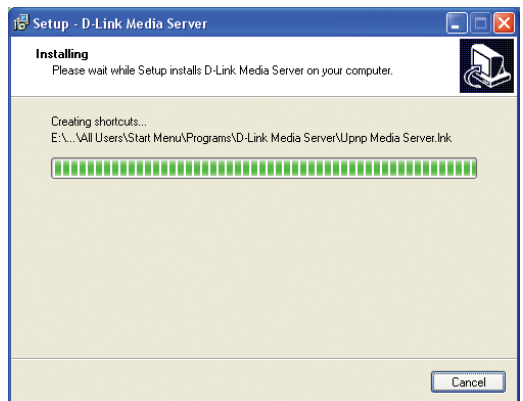 Setup - D-Link Media Server
Installing
Please wait while Setup installs D-Link Media Server on your computer.
Creating shortcuts...
E:\...\All Users\Start Menu\Programs\D-Link Media Server\Upnp Media Server.lnk
Cancel